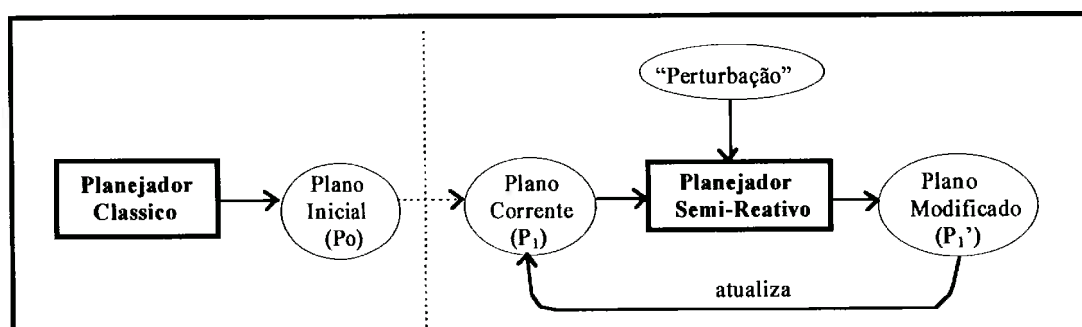 “Perturbação”
Planejador
Classico
Plano
Inicial
(Po)
Plano
Corrente
(P₁)
Planejador
Semi-Reativo
Plano
Modificado
(P₁’)
atualiza